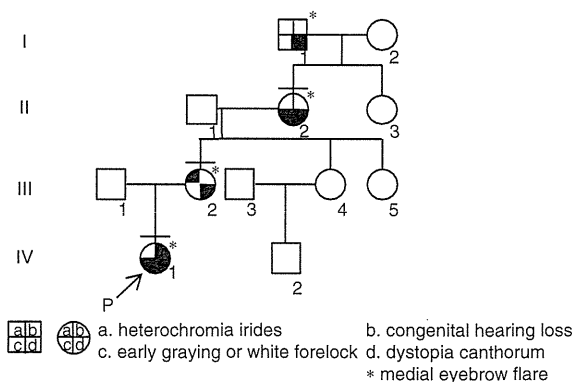 I
*
1
2
II
1
*
2
3
III
1
*
2
3
4
5
IV
*
1
2
P
a b
c d
a b
c d
a. heterochromia irides
b. congenital hearing loss
c. early graying or white forelock
d. dystopia canthorum
* medial eyebrow flare